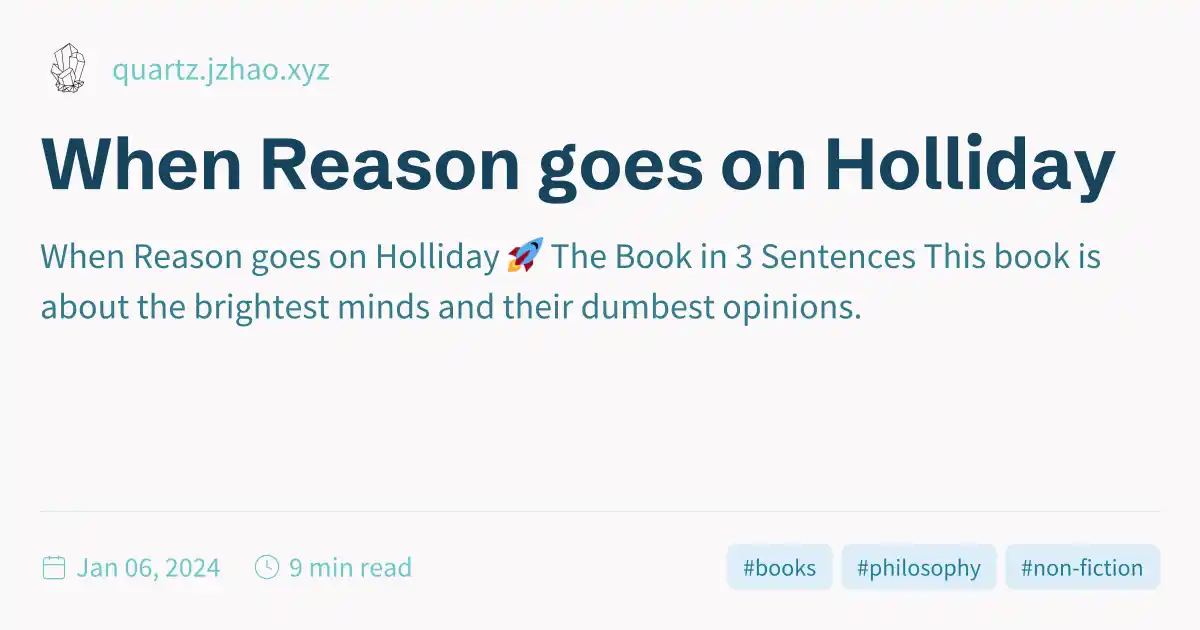 quartz.jzhao.xyz
When Reason goes on Holliday
When Reason goes on Holliday 🚀 The Book in 3 Sentences This book is
about the brightest minds and their dumbest opinions.
Jan 06, 2024 9 min read #books #philosophy #non-fiction